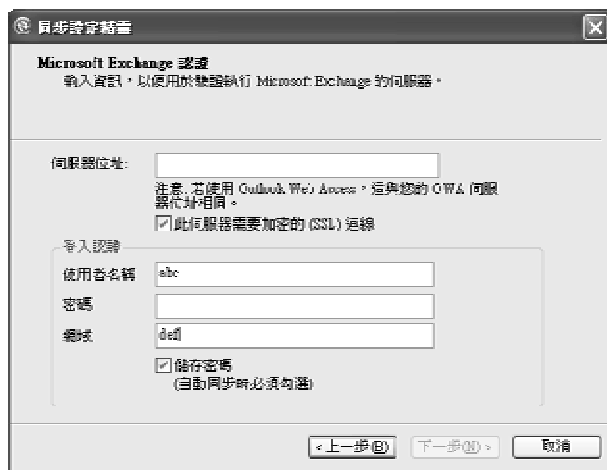 同步設定精靈
Microsoft Exchange 認證
輸入資訊，以便用於驗證執行 Microsoft Exchange 的伺服器。
伺服器位址:
注意:若使用 Outlook Web Access，這與您的 OWA 伺服
器位址相同。
此伺服器需要加密的 (SSL) 連線
登入認證
使用者名稱 abc
密碼
網域 def
儲存密碼
(自動同步時必須勾選)
<上一步(B) 下一步(N)> 取消